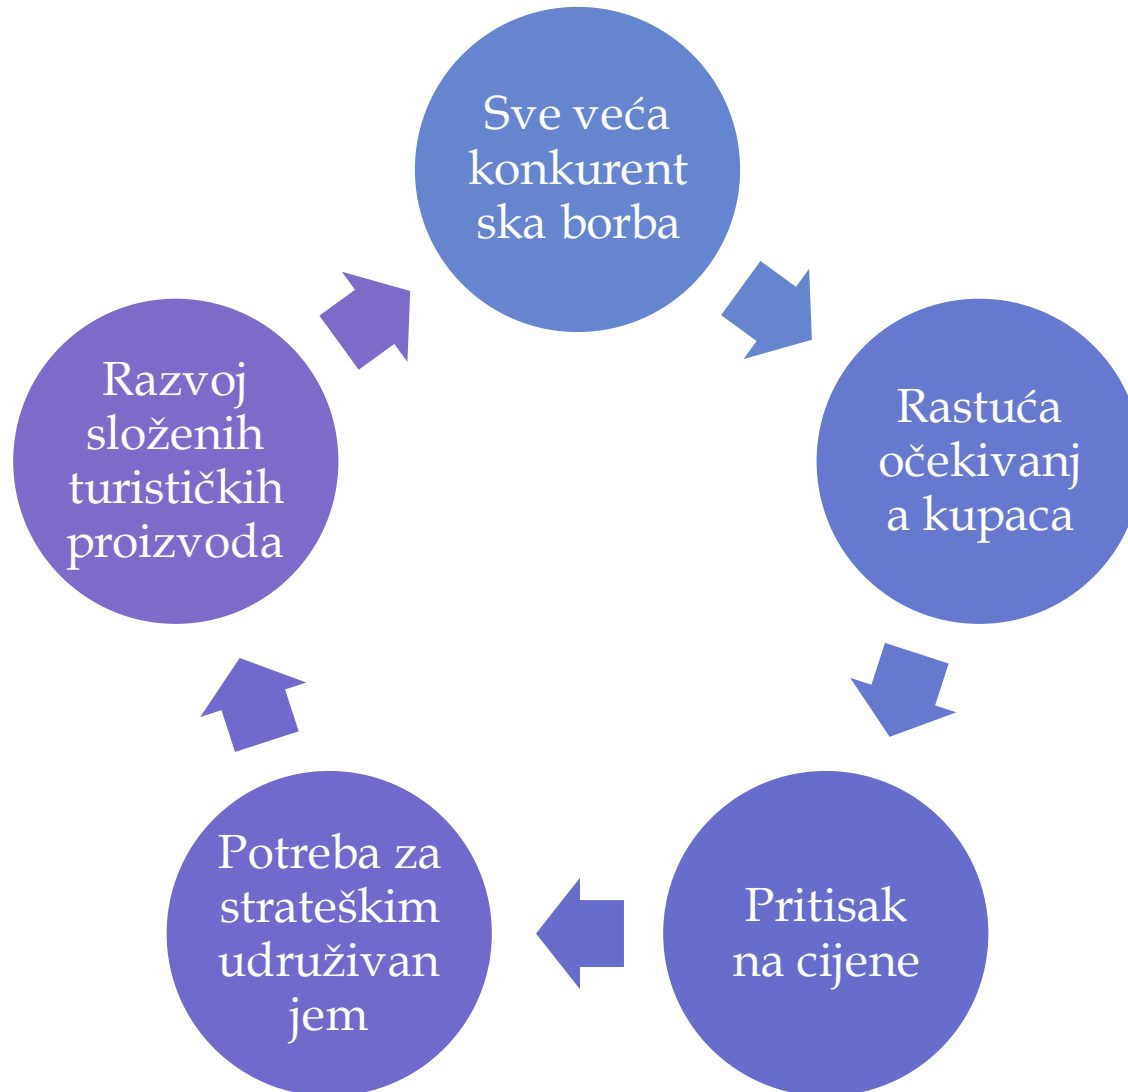 Sve veća
konkurent
ska borba
Rastuća
očekivanj
a kupaca
Pritisak
na cijene
Potreba za
strateškim
udruživan
jem
Razvoj
složenih
turističkih
proizvoda